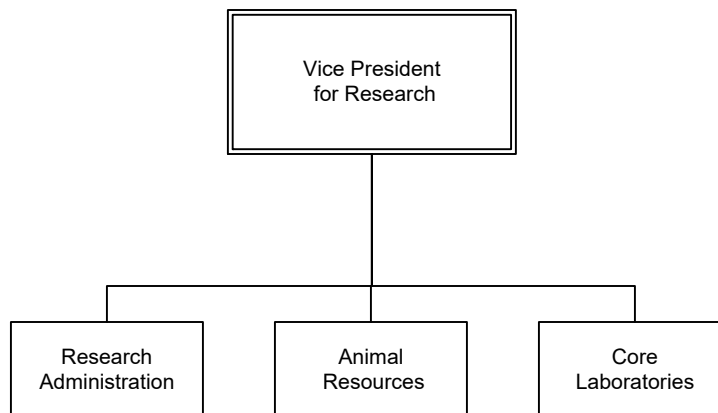 Vice President
for Research
Research
Administration
Animal
Resources
Core
Laboratories